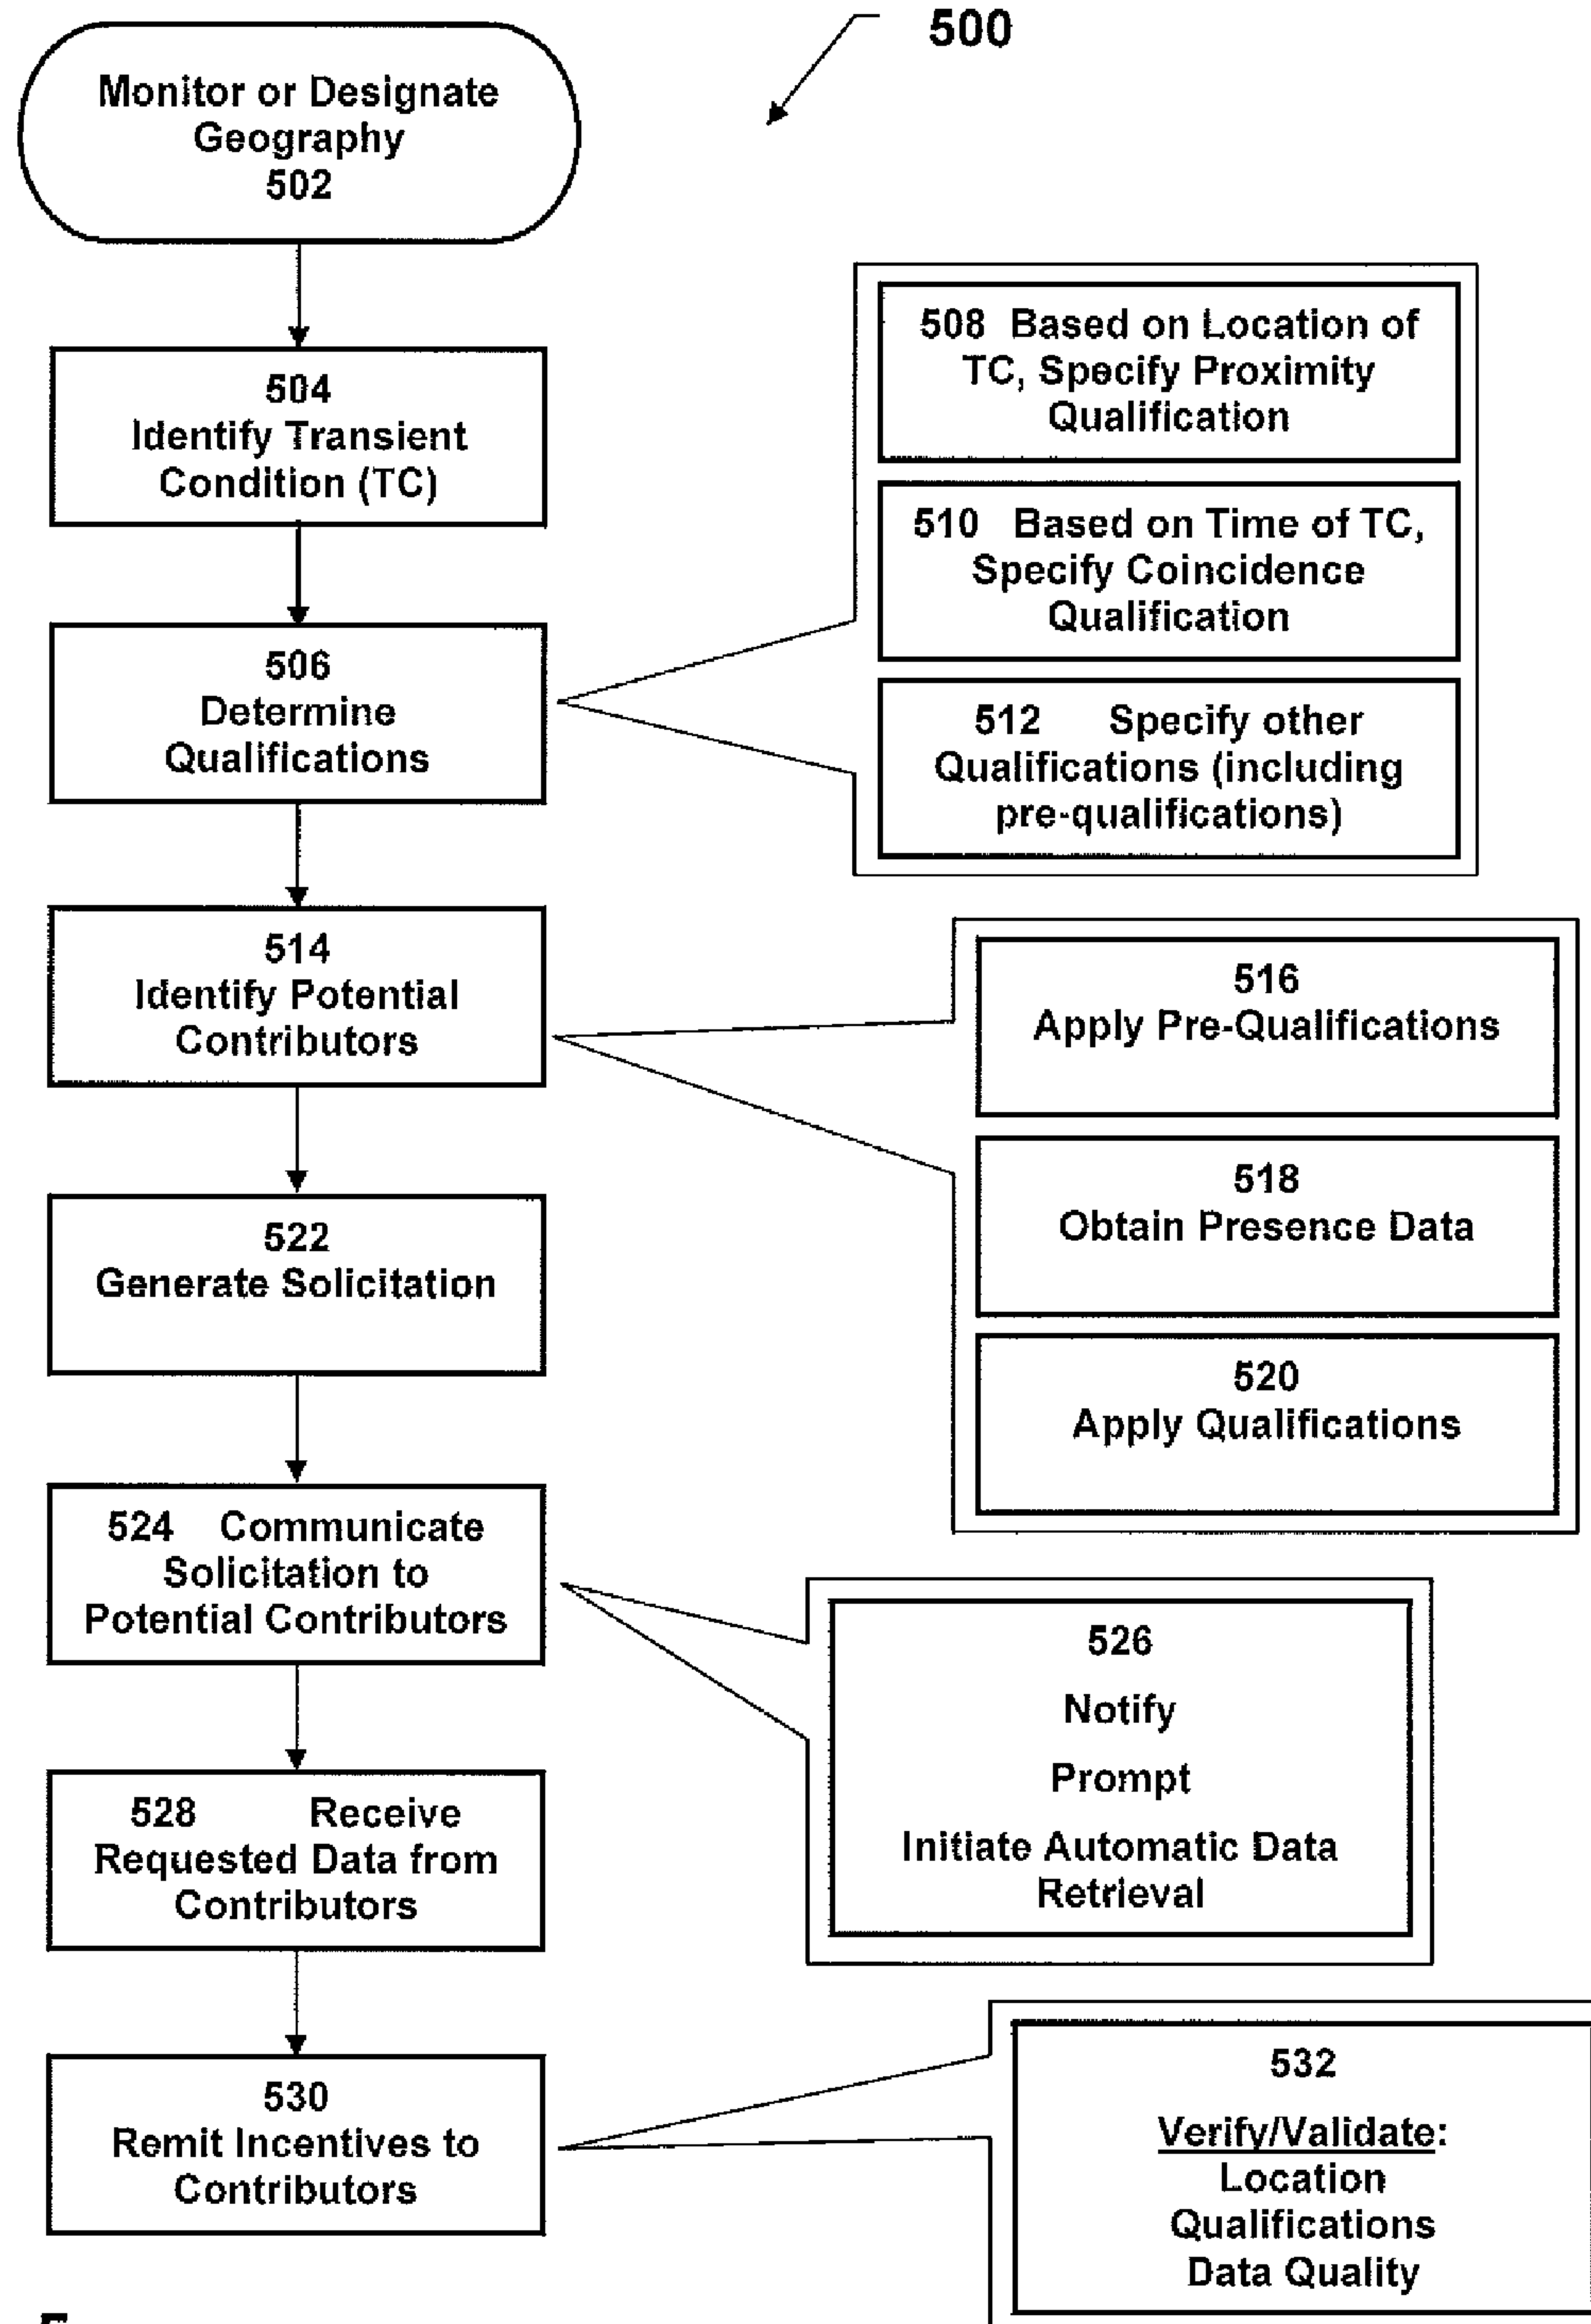 500
Monitor or Designate
Geography
502
504
Identify Transient
Condition (TC)
506
Determine
Qualifications
508 Based on Location of
TC, Specify Proximity
Qualification
510 Based on Time of TC,
Specify Coincidence
Qualification
512 Specify other
Qualifications (including
pre-qualifications)
514
Identify Potential
Contributors
516
Apply Pre-Qualifications
518
Obtain Presence Data
520
Apply Qualifications
522
Generate Solicitation
524 Communicate
Solicitation to
Potential Contributors
526
Notify
Prompt
Initiate Automatic Data
Retrieval
528 Receive
Requested Data from
Contributors
530
Remit Incentives to
Contributors
532
Verify/Validate:
Location
Qualifications
Data Quality